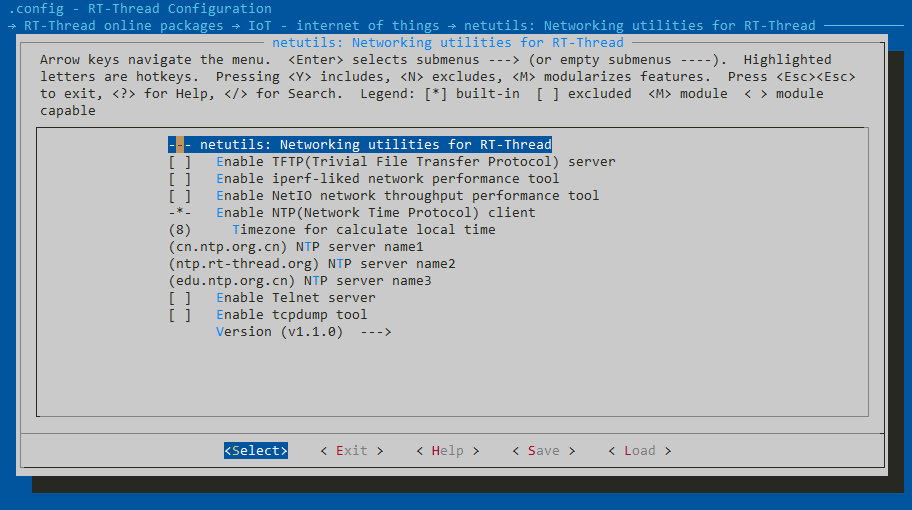 .config - RT-Thread Configuration
→ RT-Thread online packages → IoT - internet of things → netutils: Networking utilities for RT-Thread
netutils: Networking utilities for RT-Thread
Arrow keys navigate the menu.  <Enter> selects submenus ---> (or empty submenus ----).  Highlighted
letters are hotkeys.  Pressing <Y> includes, <N> excludes, <M> modularizes features.  Press <Esc><Esc>
to exit, <?> for Help, </> for Search.  Legend: [*] built-in  [ ] excluded  <M> module  < > module
capable
--- netutils: Networking utilities for RT-Thread
[ ]   Enable TFTP(Trivial File Transfer Protocol) server
[ ]   Enable iperf-liked network performance tool
[ ]   Enable NetIO network throughput performance tool
-*-   Enable NTP(Network Time Protocol) client
(8)     Timezone for calculate local time
(cn.ntp.org.cn) NTP server name1
(ntp.rt-thread.org) NTP server name2
(edu.ntp.org.cn) NTP server name3
[ ]   Enable Telnet server
[ ]   Enable tcpdump tool
Version (v1.1.0)  --->
<Select>    < Exit >    < Help >    < Save >    < Load >